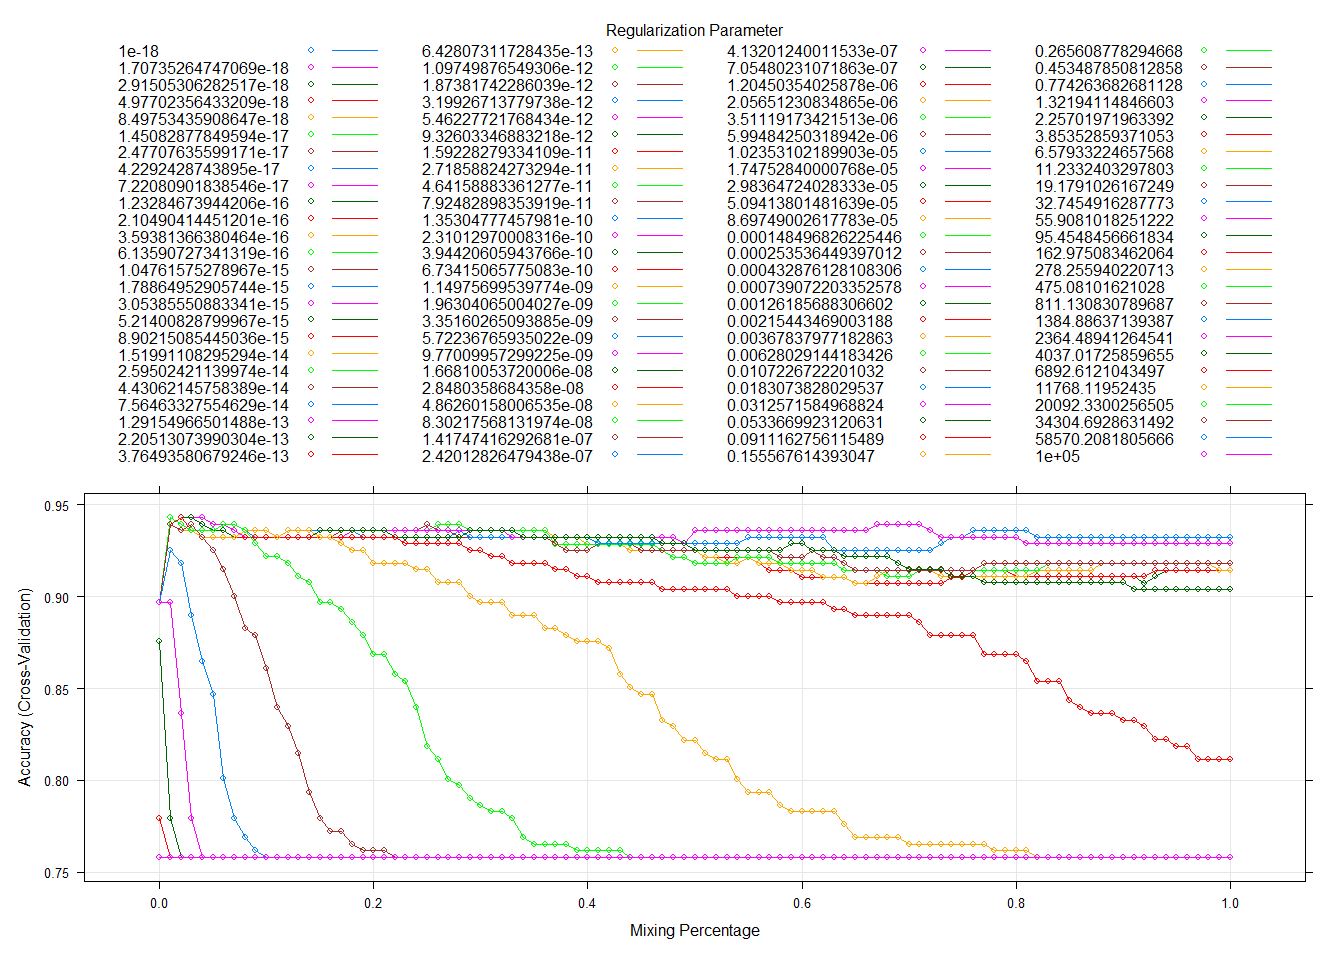 Regularization Parameter
1e-18
1.70735264747069e-18
2.91505306282517e-18
4.97702356433209e-18
8.49753435908647e-18
1.45082877849594e-17
2.47707635599171e-17
4.2292428743895e-17
7.22080901838546e-17
1.23284673944206e-16
2.10490414451201e-16
3.59381366380464e-16
6.13590727341319e-16
1.04761575278967e-15
1.78864952905744e-15
3.05385550883341e-15
5.21400828799967e-15
8.90215085445036e-15
1.51991108295294e-14
2.59502421139974e-14
4.43062145758389e-14
7.56463327554629e-14
1.29154966501488e-13
2.20513073990304e-13
3.76493580679246e-13
6.42807311728435e-13
1.09749876549306e-12
1.87381742286039e-12
3.19926713779738e-12
5.46227721768434e-12
9.32603346883218e-12
1.59228279334109e-11
2.71858824273294e-11
4.64158883361277e-11
7.92482898353919e-11
1.35304777457981e-10
2.31012970008316e-10
3.94420605943766e-10
6.73415065775083e-10
1.14975699539774e-09
1.96304065004027e-09
3.35160265093885e-09
5.72236765935022e-09
9.77009957299225e-09
1.66810053720006e-08
2.8480358684358e-08
4.86260158006535e-08
8.30217568131974e-08
1.41747416292681e-07
2.42012826479438e-07
4.13201240011533e-07
7.05480231071863e-07
1.20450354025878e-06
2.05651230834865e-06
3.51119173421513e-06
5.99484250318942e-06
1.02353102189903e-05
1.74752840000768e-05
2.98364724028333e-05
5.09413801481639e-05
8.69749002617783e-05
0.000148496826225446
0.000253536449397012
0.000432876128108306
0.000739072203352578
0.00126185688306602
0.00215443469003188
0.00367837977182863
0.00628029144183426
0.0107226722201032
0.0183073828029537
0.0312571584968824
0.0533669923120631
0.0911162756115489
0.155567614393047
0.265608778294668
0.453487850812858
0.774263682681128
1.32194114846603
2.25701971963392
3.85352859371053
6.57933224657568
11.2332403297803
19.1791026167249
32.7454916287773
55.9081018251222
95.4548456661834
162.975083462064
278.255940220713
475.08101621028
811.130830789687
1384.88637139387
2364.48941264541
4037.01725859655
6892.6121043497
11768.11952435
20092.3300256505
34304.6928631492
58570.2081805666
1e+05
Accuracy (Cross-Validation)
0.95
0.90
0.85
0.80
0.75
0.0
0.2
0.4
0.6
0.8
1.0
Mixing Percentage